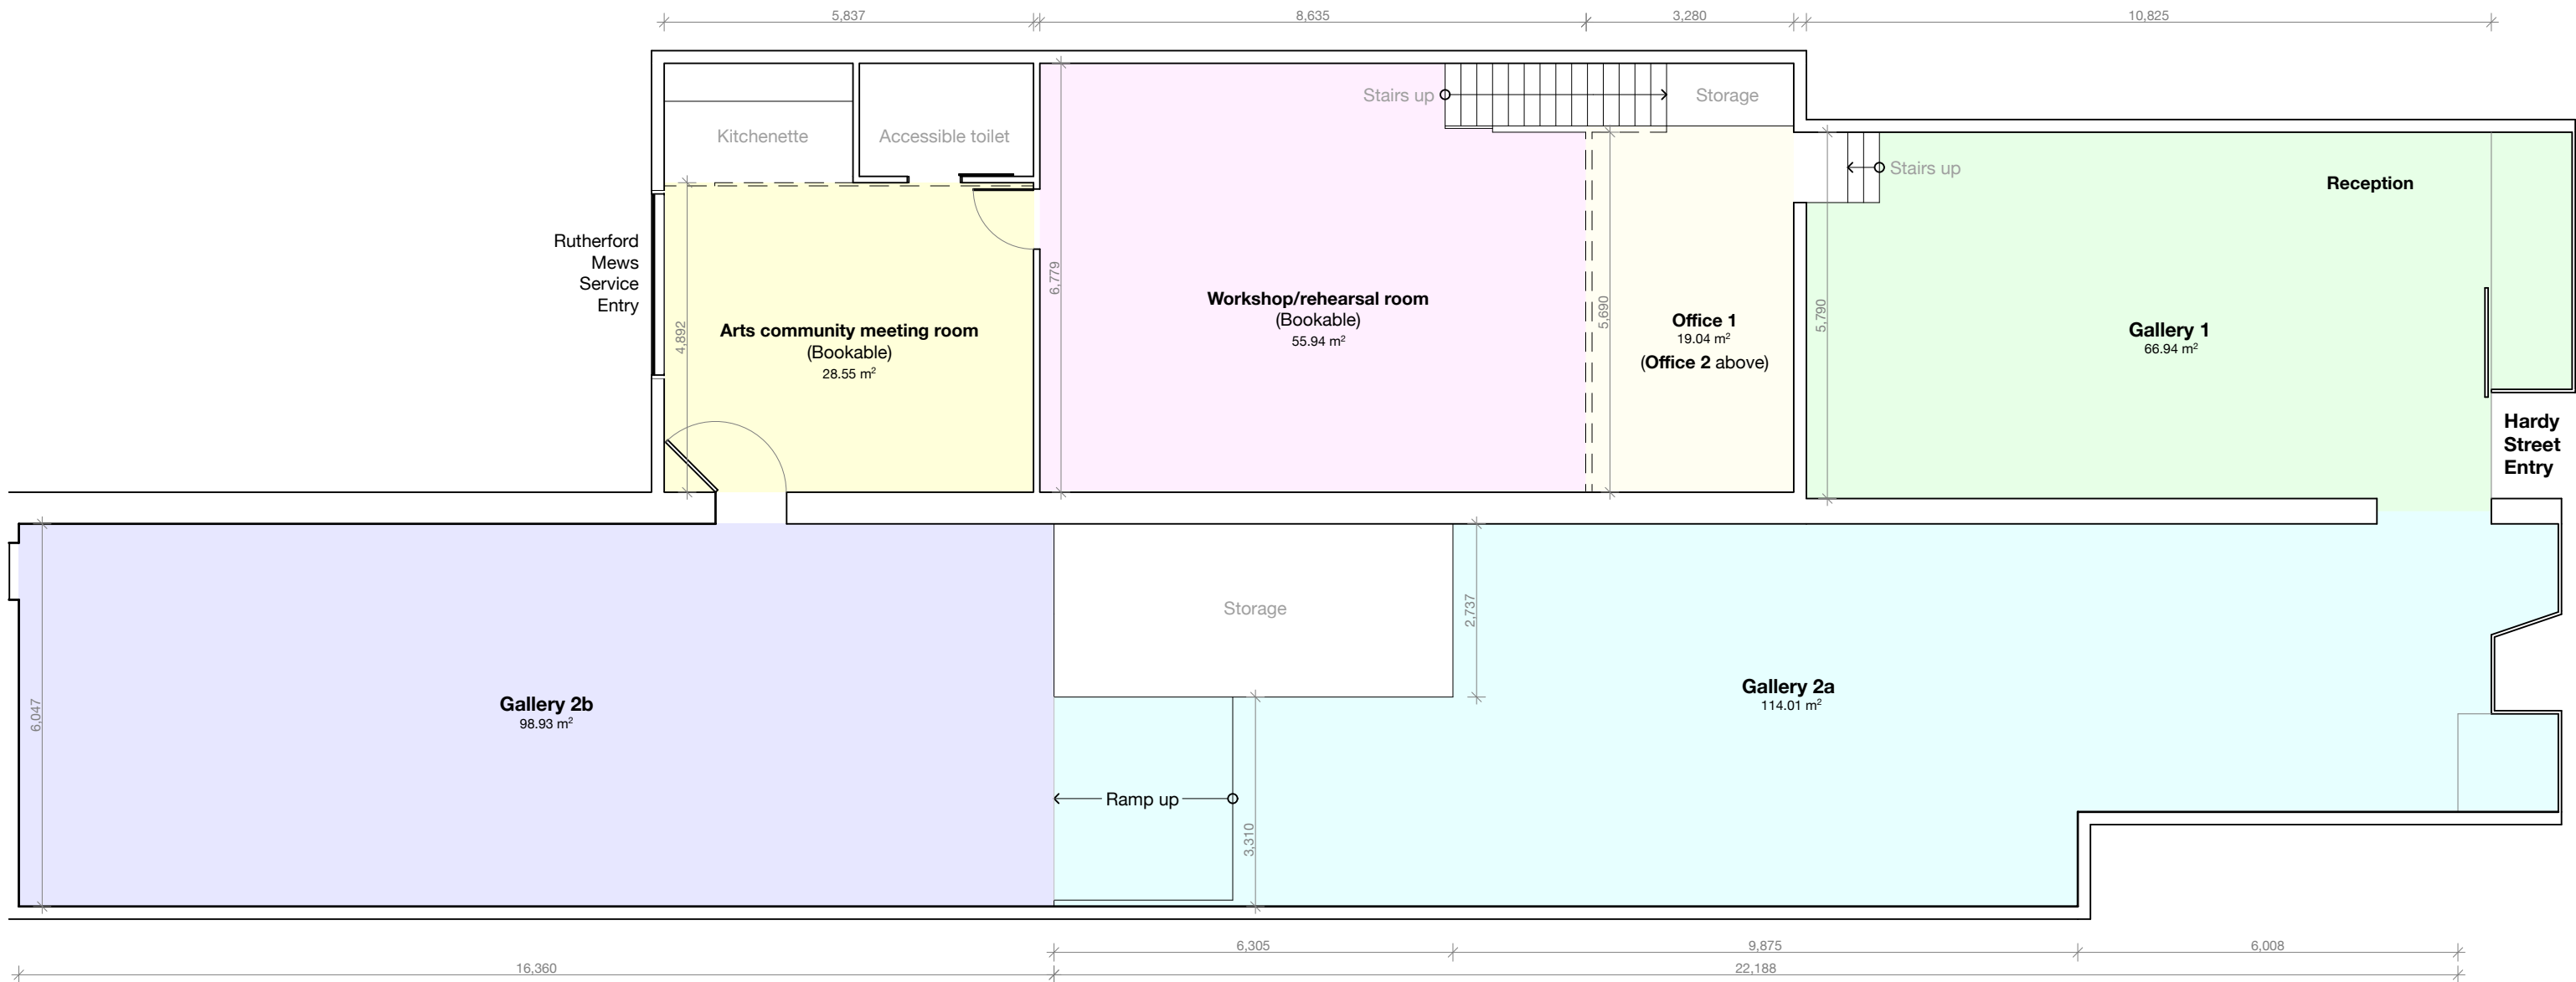 5,837
8,635
3,280
10,825
Stairs up
Storage
Kitchenette
Accessible toilet
Stairs up
Reception
Rutherford
Mews
Service
Entry
4,892
Arts community meeting room
(Bookable)
28.55 m²
6,779
Workshop/rehearsal room
(Bookable)
55.94 m²
5,690
Office 1
19.04 m²
(Office 2 above)
5,790
Gallery 1
66.94 m²
Hardy
Street
Entry
6,047
Gallery 2b
98.93 m²
Storage
2,737
Gallery 2a
114.01 m²
Ramp up
3,310
6,305
9,875
6,008
16,360
22,188